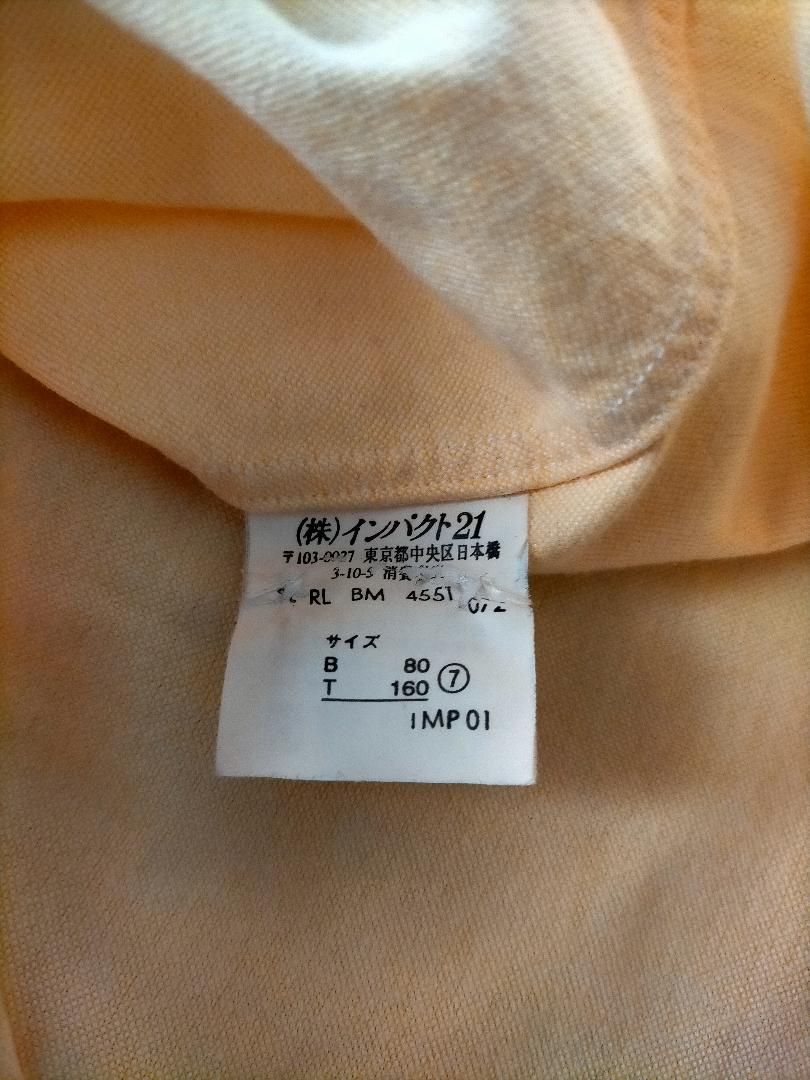 (株)インパクト21
〒103-0027 東京都中央区日本橋
3-10-5
RL BM 4551 072
サイズ
B 80
T 160 ⑦
IMP01